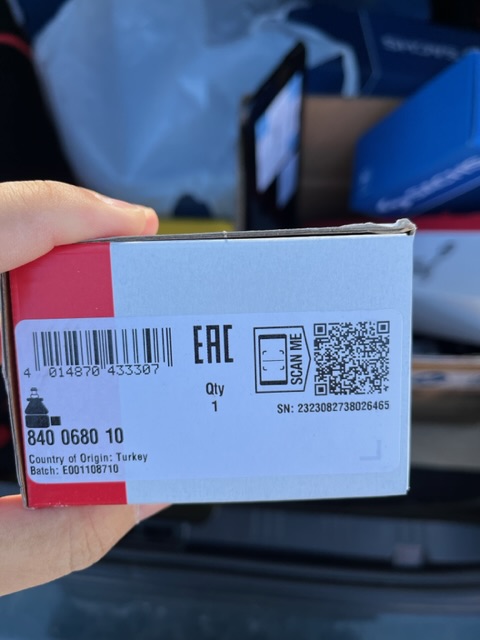 4 014870 433307
EAC
Qty
1
SCAN ME
SN: 2323082738026465
840 0680 10
Country of Origin: Turkey
Batch: E001108710